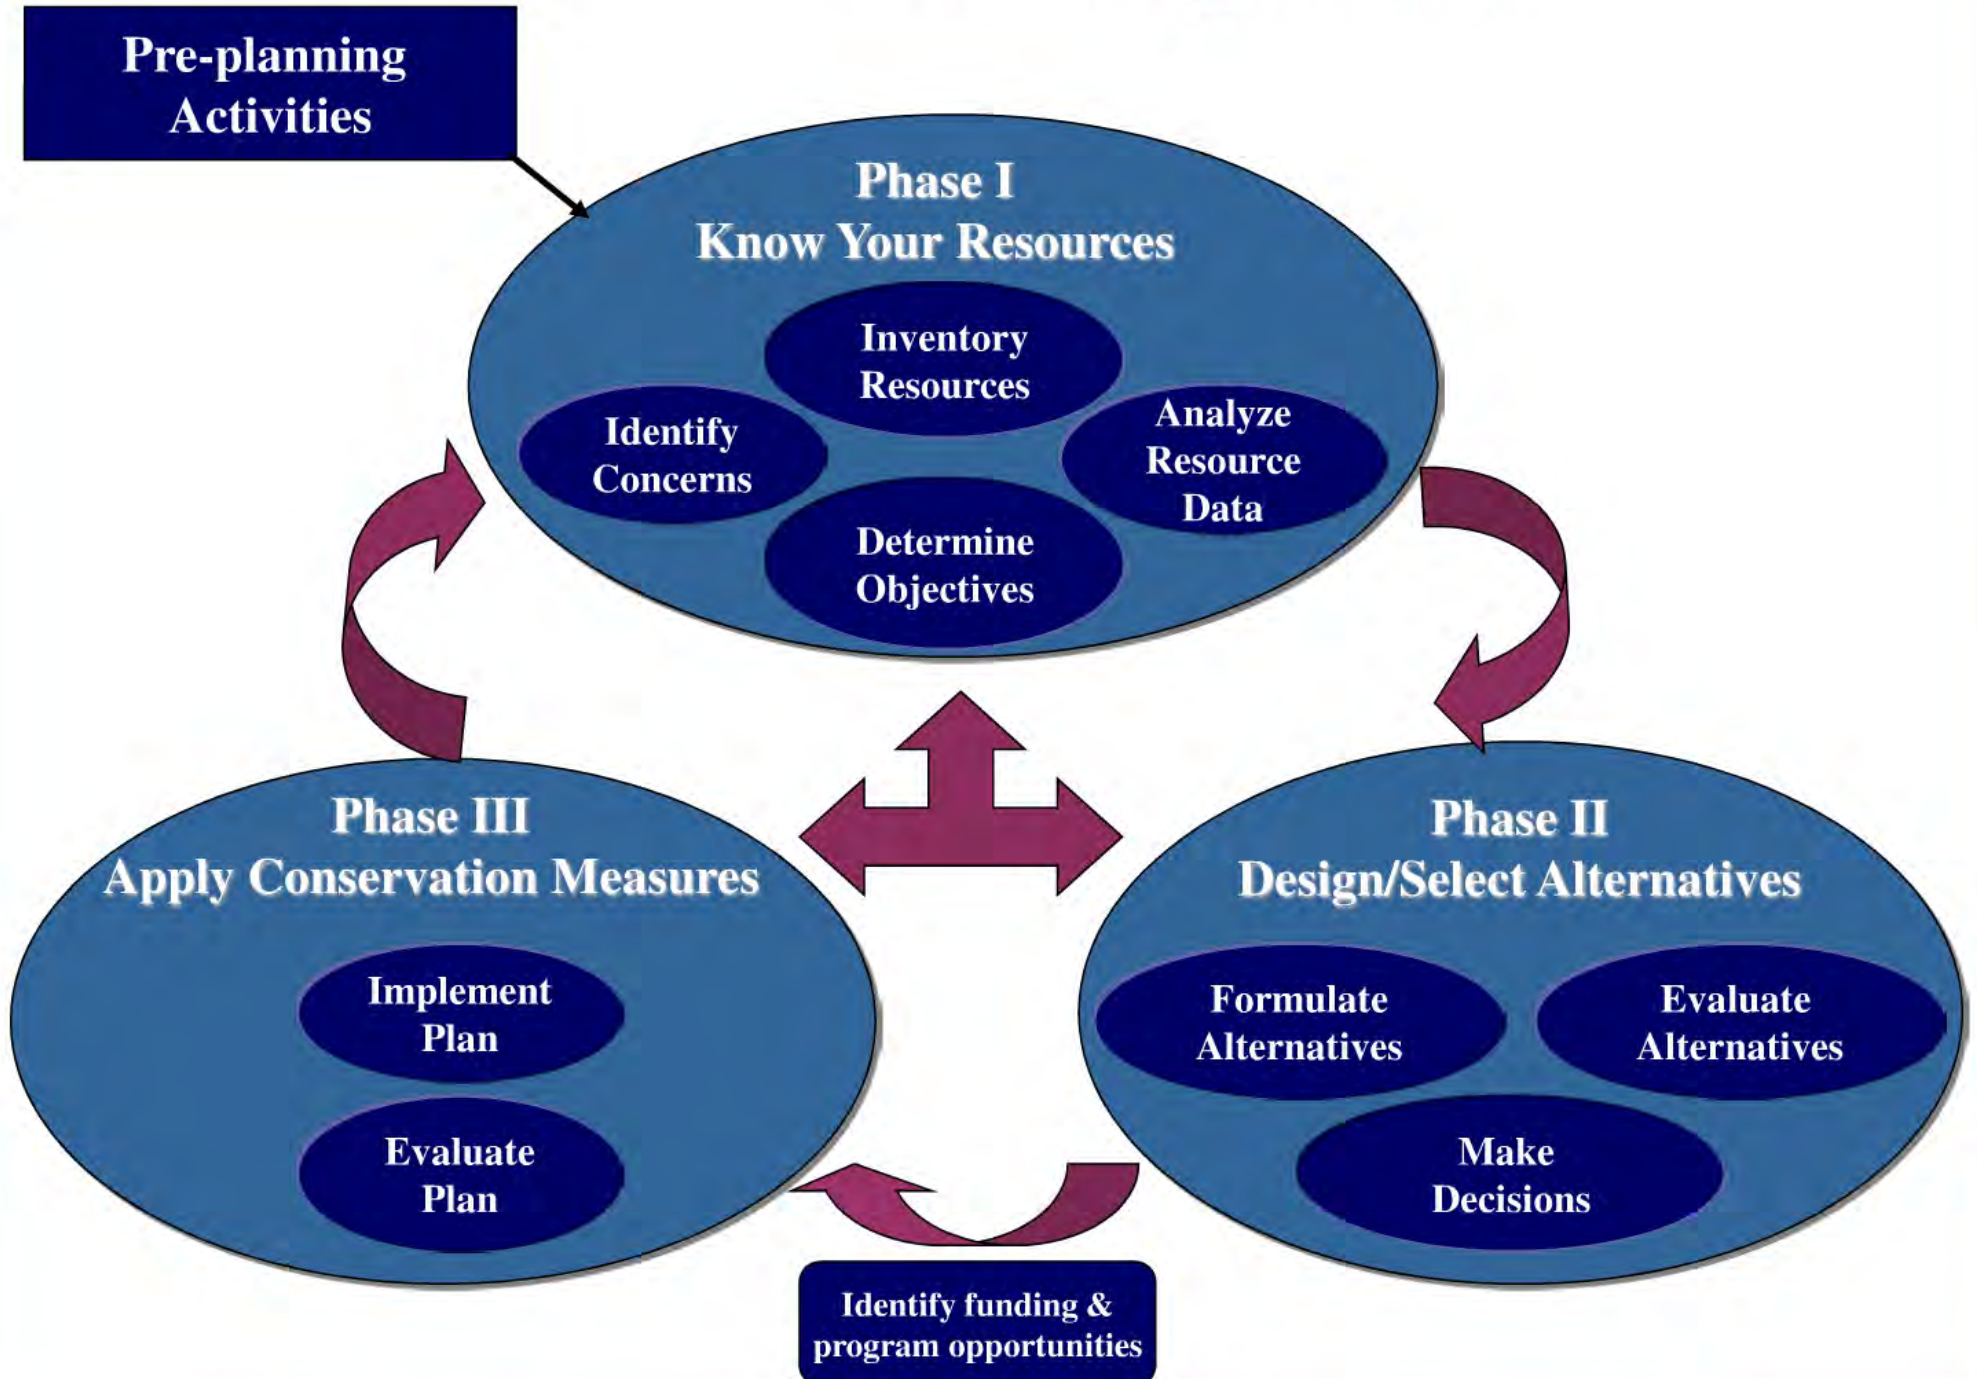 Pre-planning
Activities
Phase I
Know Your Resources
Inventory
Resources
Identify
Concerns
Analyze
Resource
Data
Determine
Objectives
Phase III
Apply Conservation Measures
Implement
Plan
Evaluate
Plan
Phase II
Design/Select Alternatives
Formulate
Alternatives
Evaluate
Alternatives
Make
Decisions
Identify funding &
program opportunities